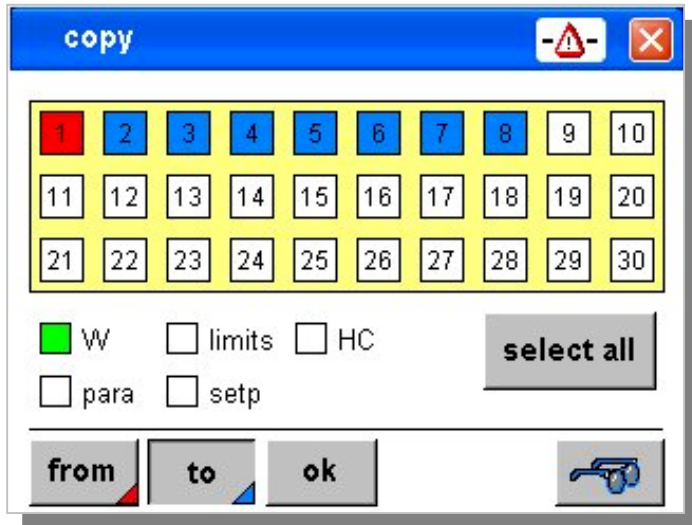 copy
1 2 3 4 5 6 7 8 9 10
11 12 13 14 15 16 17 18 19 20
21 22 23 24 25 26 27 28 29 30
W limits HC
select all
para setp
from to ok